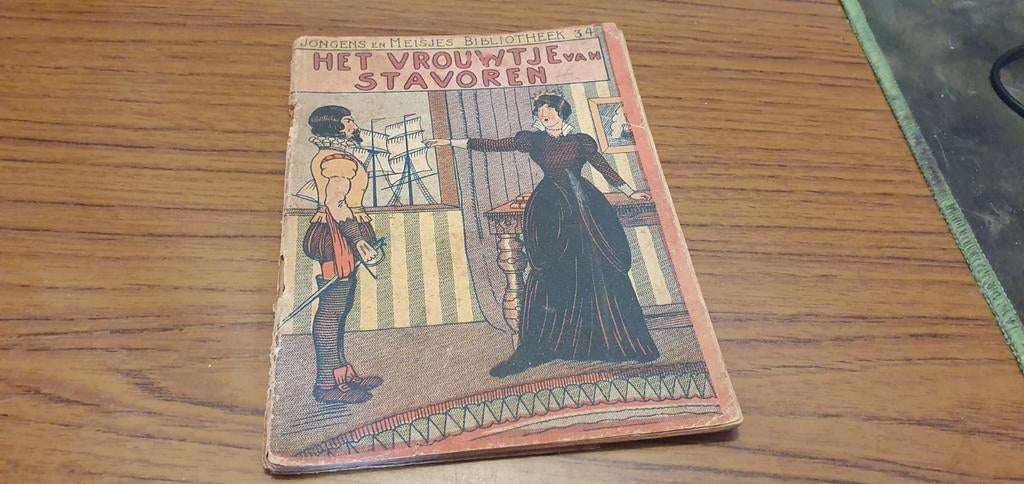 JONGENS EN MEISJES BIBLIOTHEEK 34
HET VROUWTJE VAN
STAVOREN